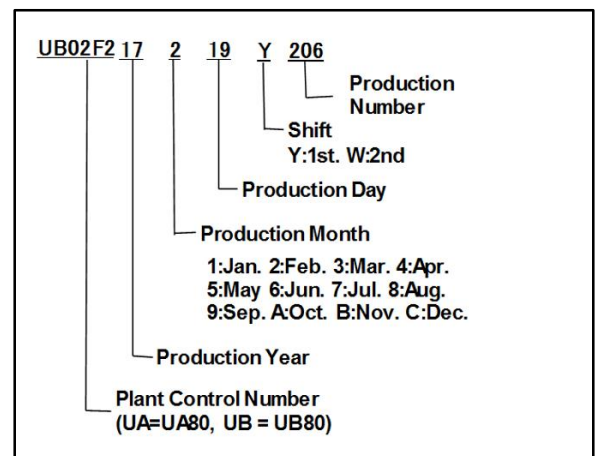 UB02F2 17 2 19 Y 206
Production
Number
Shift
Y:1st. W:2nd
Production Day
Production Month
1:Jan. 2:Feb. 3:Mar. 4:Apr.
5:May 6:Jun. 7:Jul. 8:Aug.
9:Sep. A:Oct. B:Nov. C:Dec.
Production Year
Plant Control Number
(UA=UA80, UB = UB80)